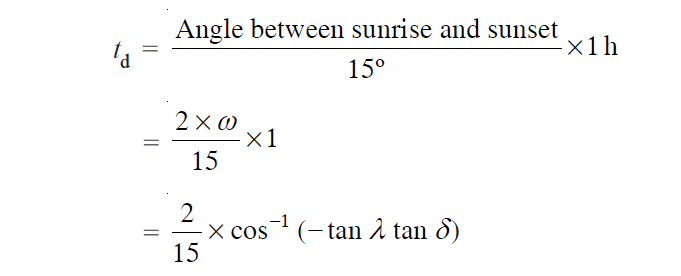 t_d = Angle between sunrise and sunset / 15° × 1 h
= 2 × ω / 15 × 1
= 2 / 15 × cos⁻¹ (– tan λ tan δ)